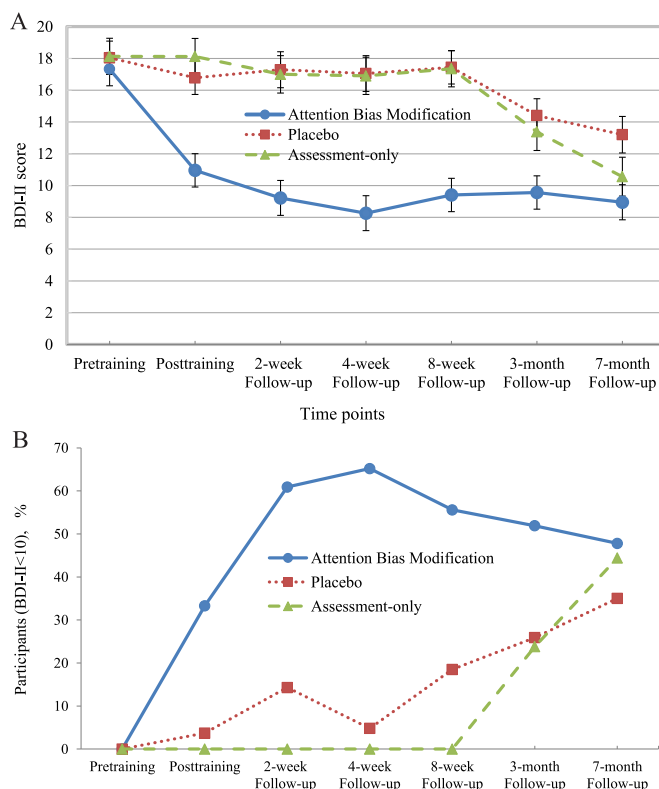 A
20
18
16
14
12
10
8
6
4
2
0
BDI-II score
Attention Bias Modification
Placebo
Assessment-only
Pretraining Posttraining 2-week Follow-up 4-week Follow-up 8-week Follow-up 3-month Follow-up 7-month Follow-up
Time points
B
70
60
50
40
30
20
10
0
Participants (BDI-II<10), %
Attention Bias Modification
Placebo
Assessment-only
Pretraining Posttraining 2-week Follow-up 4-week Follow-up 8-week Follow-up 3-month Follow-up 7-month Follow-up